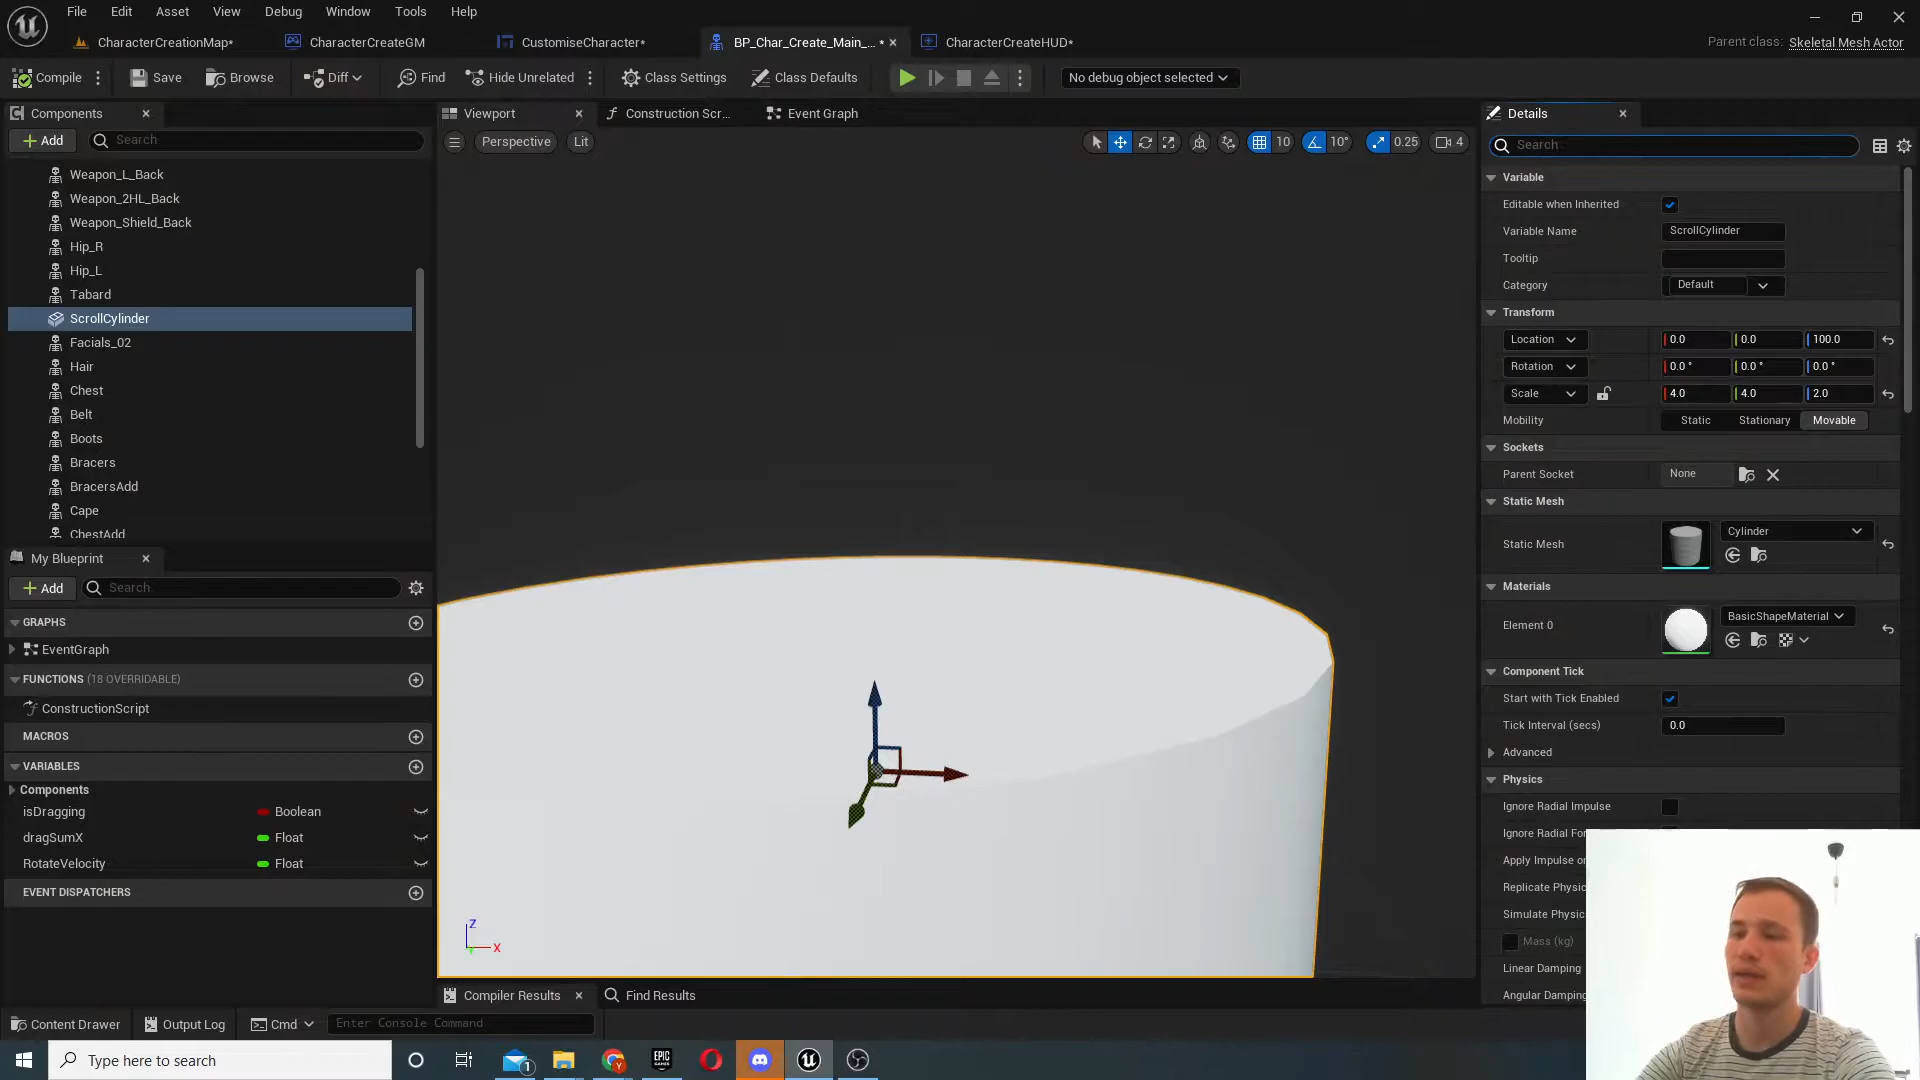 File Edit Asset View Debug Window Tools Help
CharacterCreationMap* CharacterCreateGM CustomiseCharacter* BP_Char_Create_Main_... * CharacterCreateHUD* Parent class: Skeletal Mesh Actor
Compile Save Browse Diff Find Hide Unrelated Class Settings Class Defaults No debug object selected
Components Viewport Construction Scr... Event Graph Details
Add Search Perspective Lit 10 10° 0.25 4 Search
Weapon_L_Back
Weapon_2HL_Back
Weapon_Shield_Back
Hip_R
Hip_L
Tabard
ScrollCylinder
Facials_02
Hair
Chest
Belt
Boots
Bracers
BracersAdd
Cape
ChestAdd
My Blueprint
Add Search
GRAPHS
EventGraph
FUNCTIONS (18 OVERRIDABLE)
ConstructionScript
MACROS
VARIABLES
Components
isDragging Boolean
dragSumX Float
RotateVelocity Float
EVENT DISPATCHERS
Z
X
Variable
Editable when Inherited
Variable Name ScrollCylinder
Tooltip
Category Default
Transform
Location 0.0 0.0 100.0
Rotation 0.0 ° 0.0 ° 0.0 °
Scale 4.0 4.0 2.0
Mobility Static Stationary Movable
Sockets
Parent Socket None
Static Mesh
Static Mesh Cylinder
Materials
Element 0 BasicShapeMaterial
Component Tick
Start with Tick Enabled
Tick Interval (secs) 0.0
Advanced
Physics
Ignore Radial Impulse
Ignore Radial For
Apply Impulse on
Replicate Physic
Simulate Physic
Mass (kg)
Linear Damping
Angular Damping
Compiler Results Find Results
Content Drawer Output Log Cmd Enter Console Command
Type here to search 1 EPIC GAMES